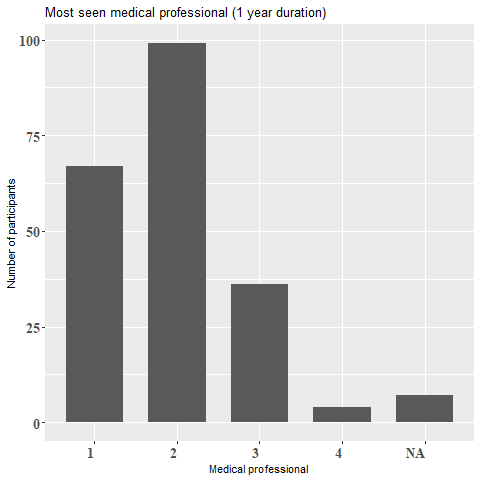 Most seen medical professional (1 year duration)
Number of participants
100
75
50
25
0
1 2 3 4 NA
Medical professional